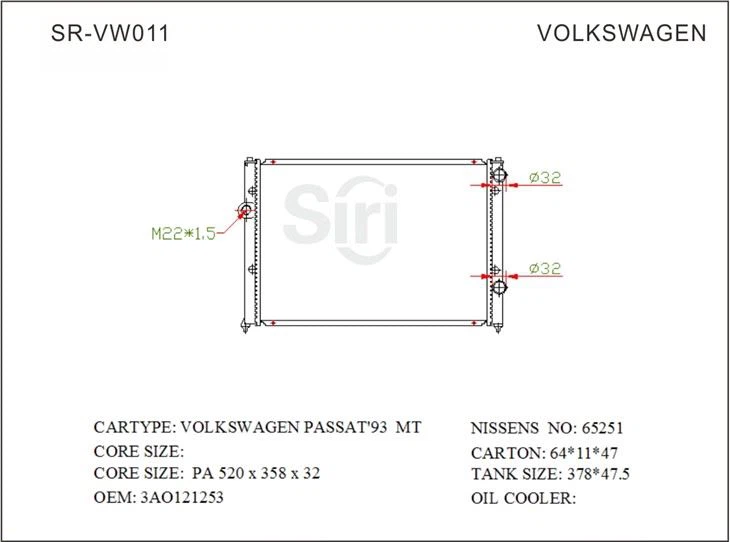 SR-VW011
VOLKSWAGEN
Siri
ø32
M22*1.5
ø32
CARTYPE: VOLKSWAGEN PASSAT'93 MT
CORE SIZE:
CORE SIZE: PA 520 x 358 x 32
OEM: 3AO121253
NISSENS NO: 65251
CARTON: 64*11*47
TANK SIZE: 378*47.5
OIL COOLER: